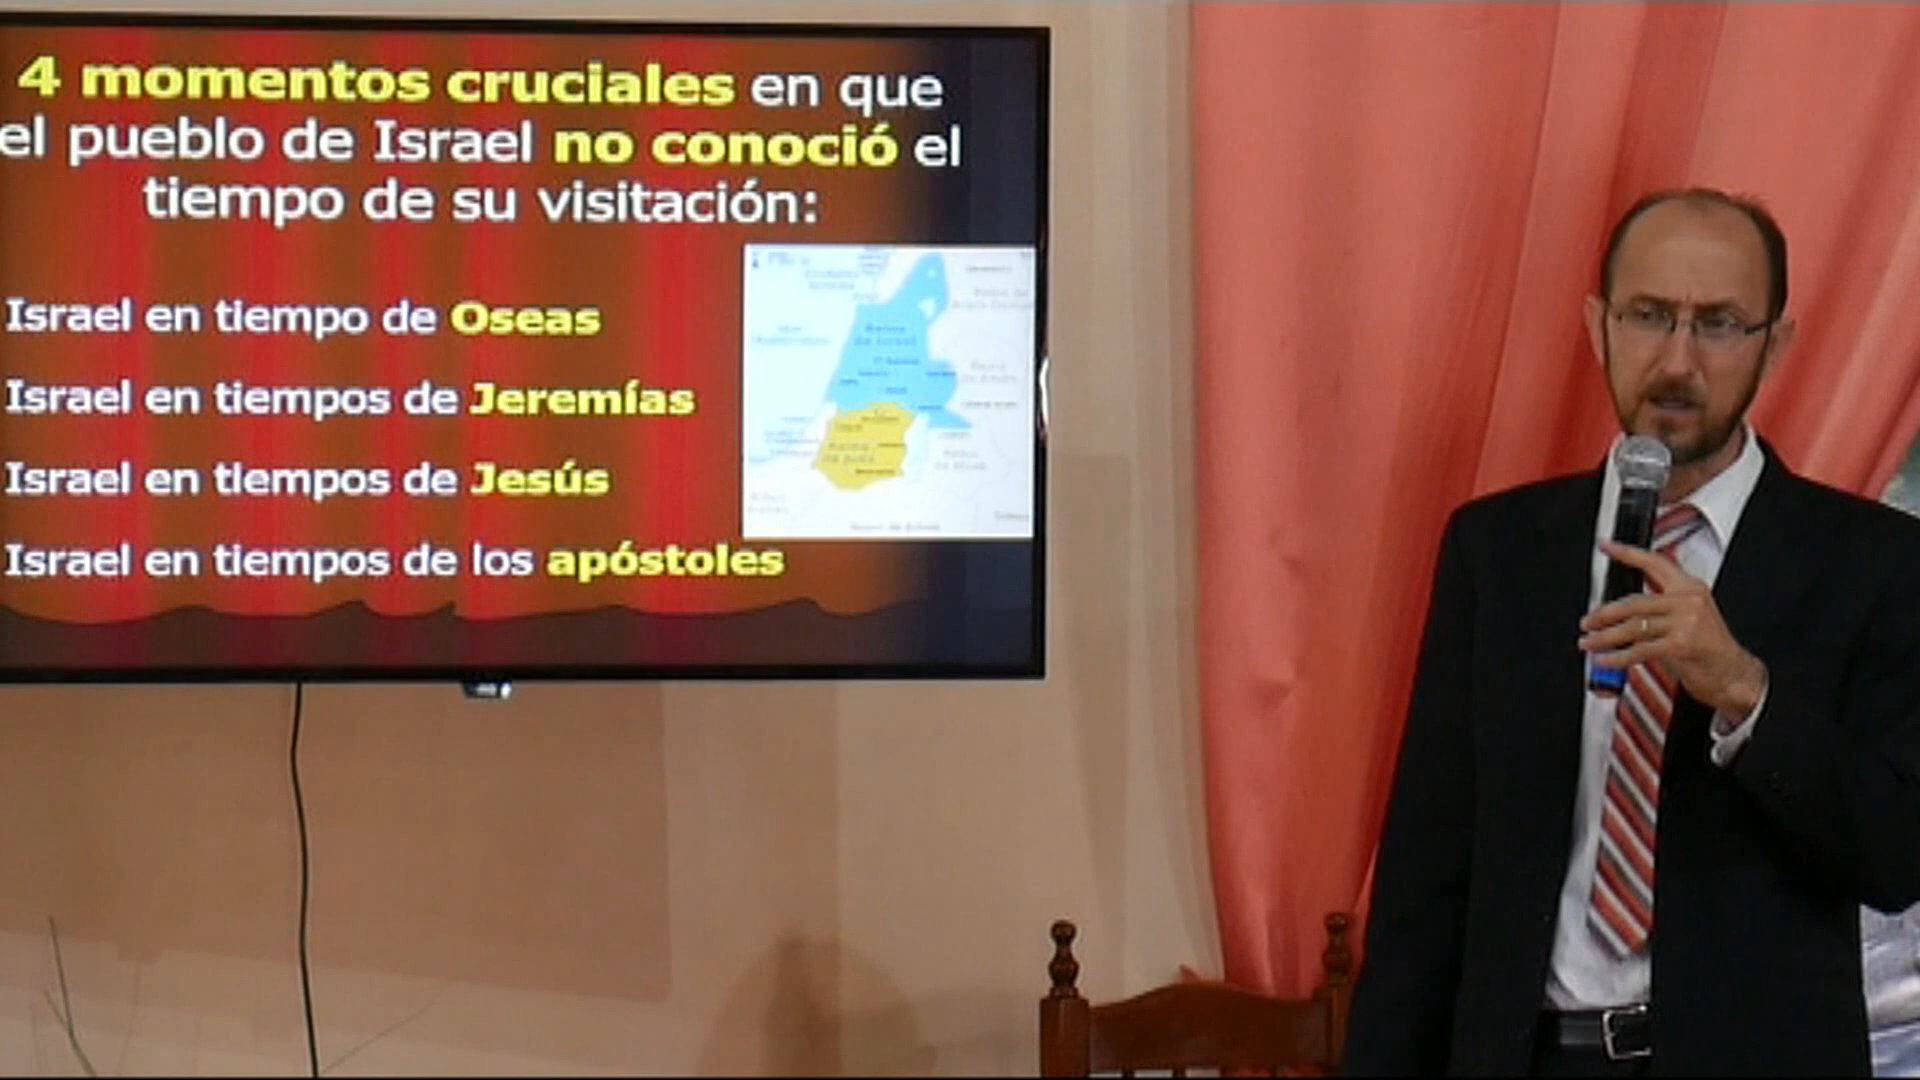 4 momentos cruciales en que
el pueblo de Israel no conoció el
tiempo de su visitación:
Israel en tiempo de Oseas
Israel en tiempos de Jeremías
Israel en tiempos de Jesús
Israel en tiempos de los apóstoles